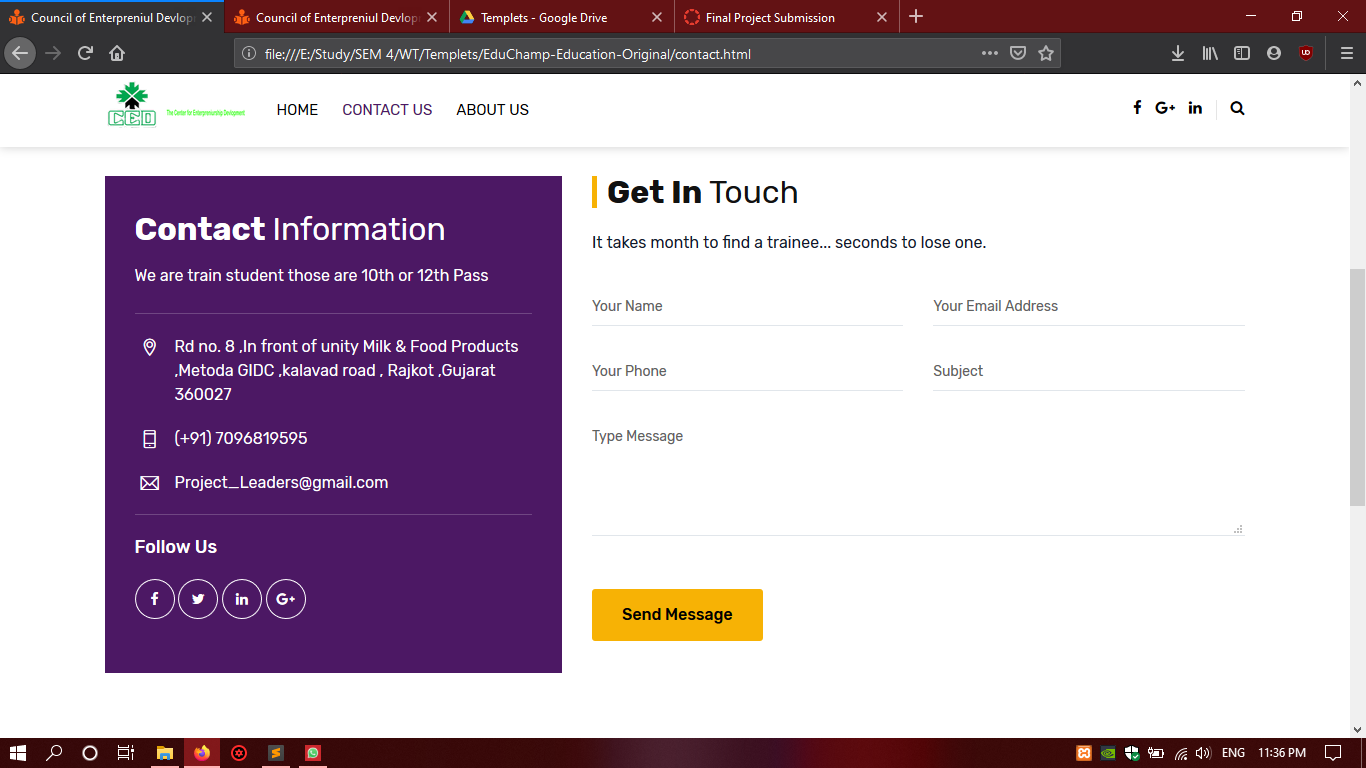 Council of Enterpreniul Devlop
Council of Enterpreniul Devlop
Templets - Google Drive
Final Project Submission
file:///E:/Study/SEM 4/WT/Templets/EduChamp-Education-Original/contact.html
CED
The Center for Enterpreneurship Devlopment
HOME
CONTACT US
ABOUT US
Contact Information
We are train student those are 10th or 12th Pass
Rd no. 8 ,In front of unity Milk & Food Products
,Metoda GIDC ,kalavad road , Rajkot ,Gujarat
360027
(+91) 7096819595
Project_Leaders@gmail.com
Follow Us
Get In Touch
It takes month to find a trainee... seconds to lose one.
Your Name
Your Email Address
Your Phone
Subject
Type Message
Send Message
ENG
11:36 PM